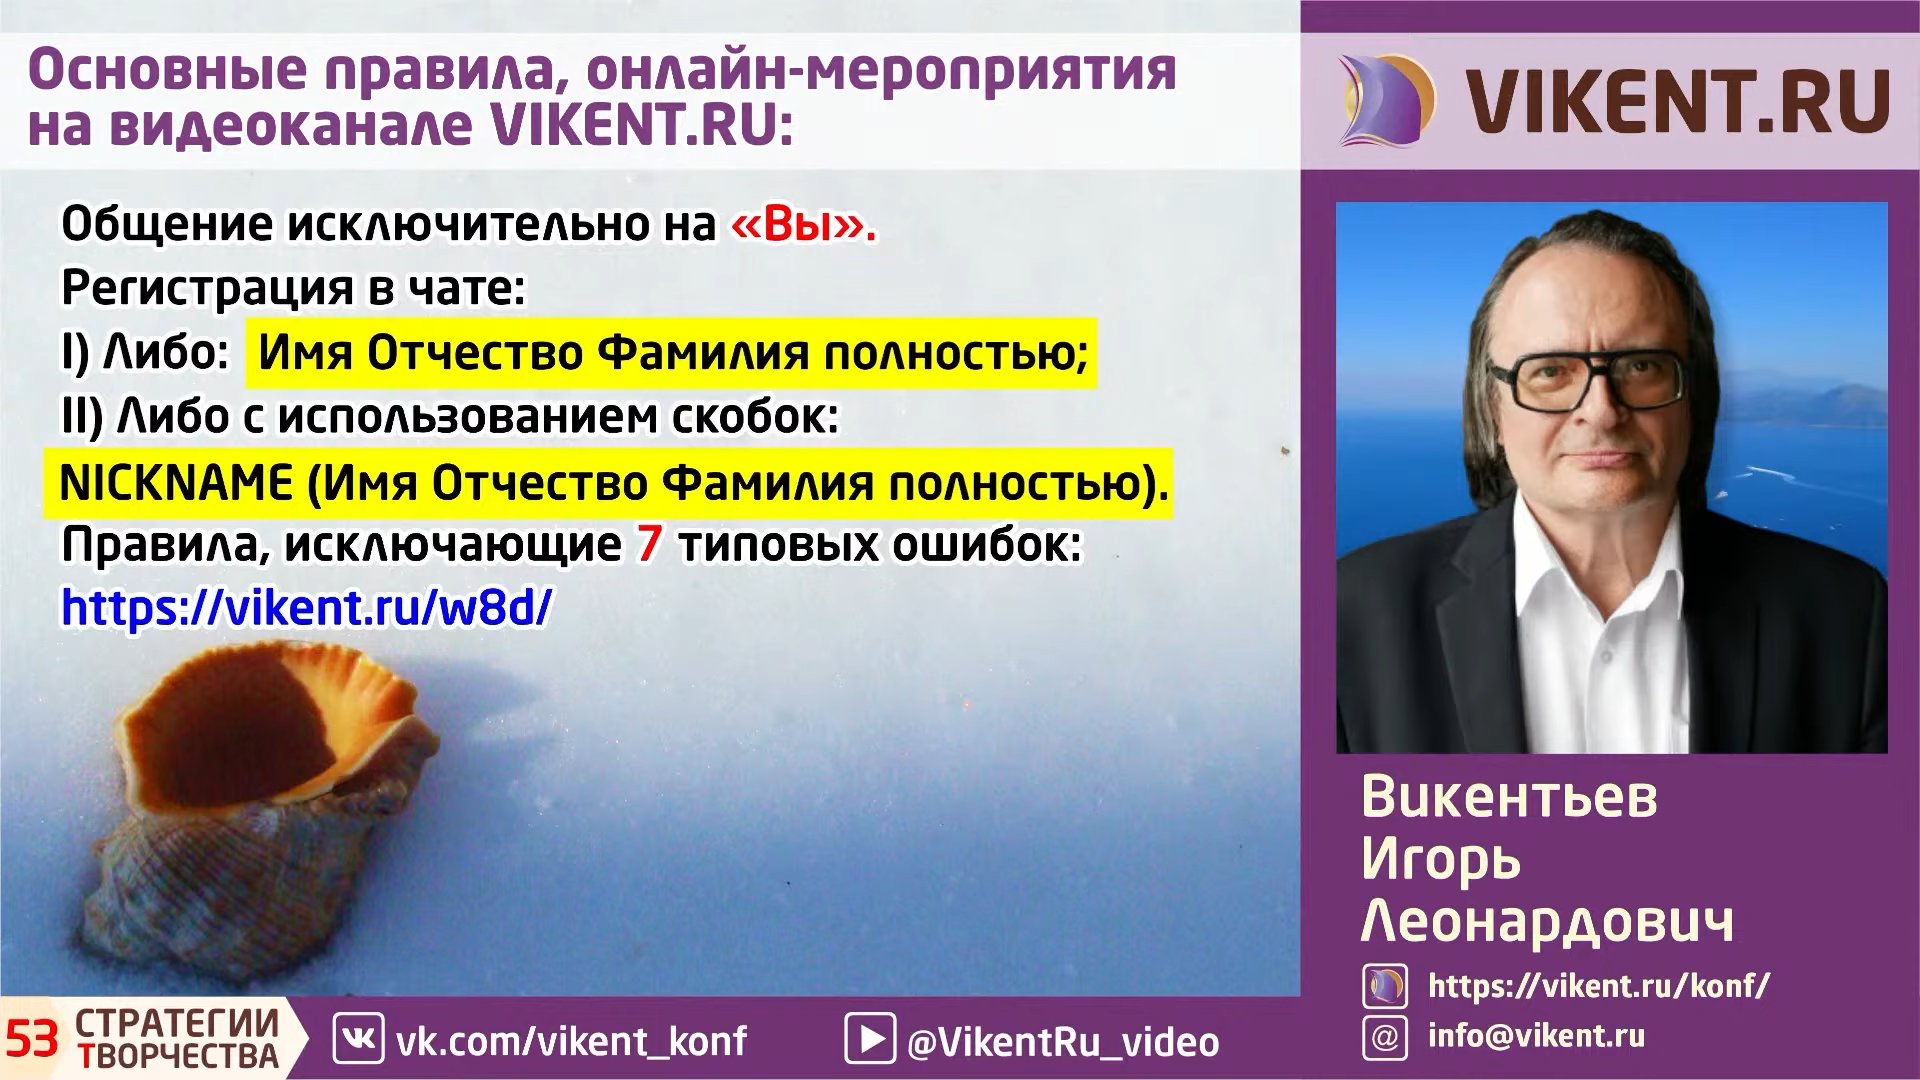 Основные правила, онлайн-мероприятия
на видеоканале VIKENT.RU:
VIKENT.RU
Общение исключительно на «Вы».
Регистрация в чате:
I) Либо: Имя Отчество Фамилия полностью;
II) Либо с использованием скобок:
NICKNAME (Имя Отчество Фамилия полностью).
Правила, исключающие 7 типовых ошибок:
https://vikent.ru/w8d/
Викентьев
Игорь
Леонардович
https://vikent.ru/konf/
@ info@vikent.ru
53 СТРАТЕГИИ
ТВОРЧЕСТВА
vk.com/vikent_konf
@VikentRu_video